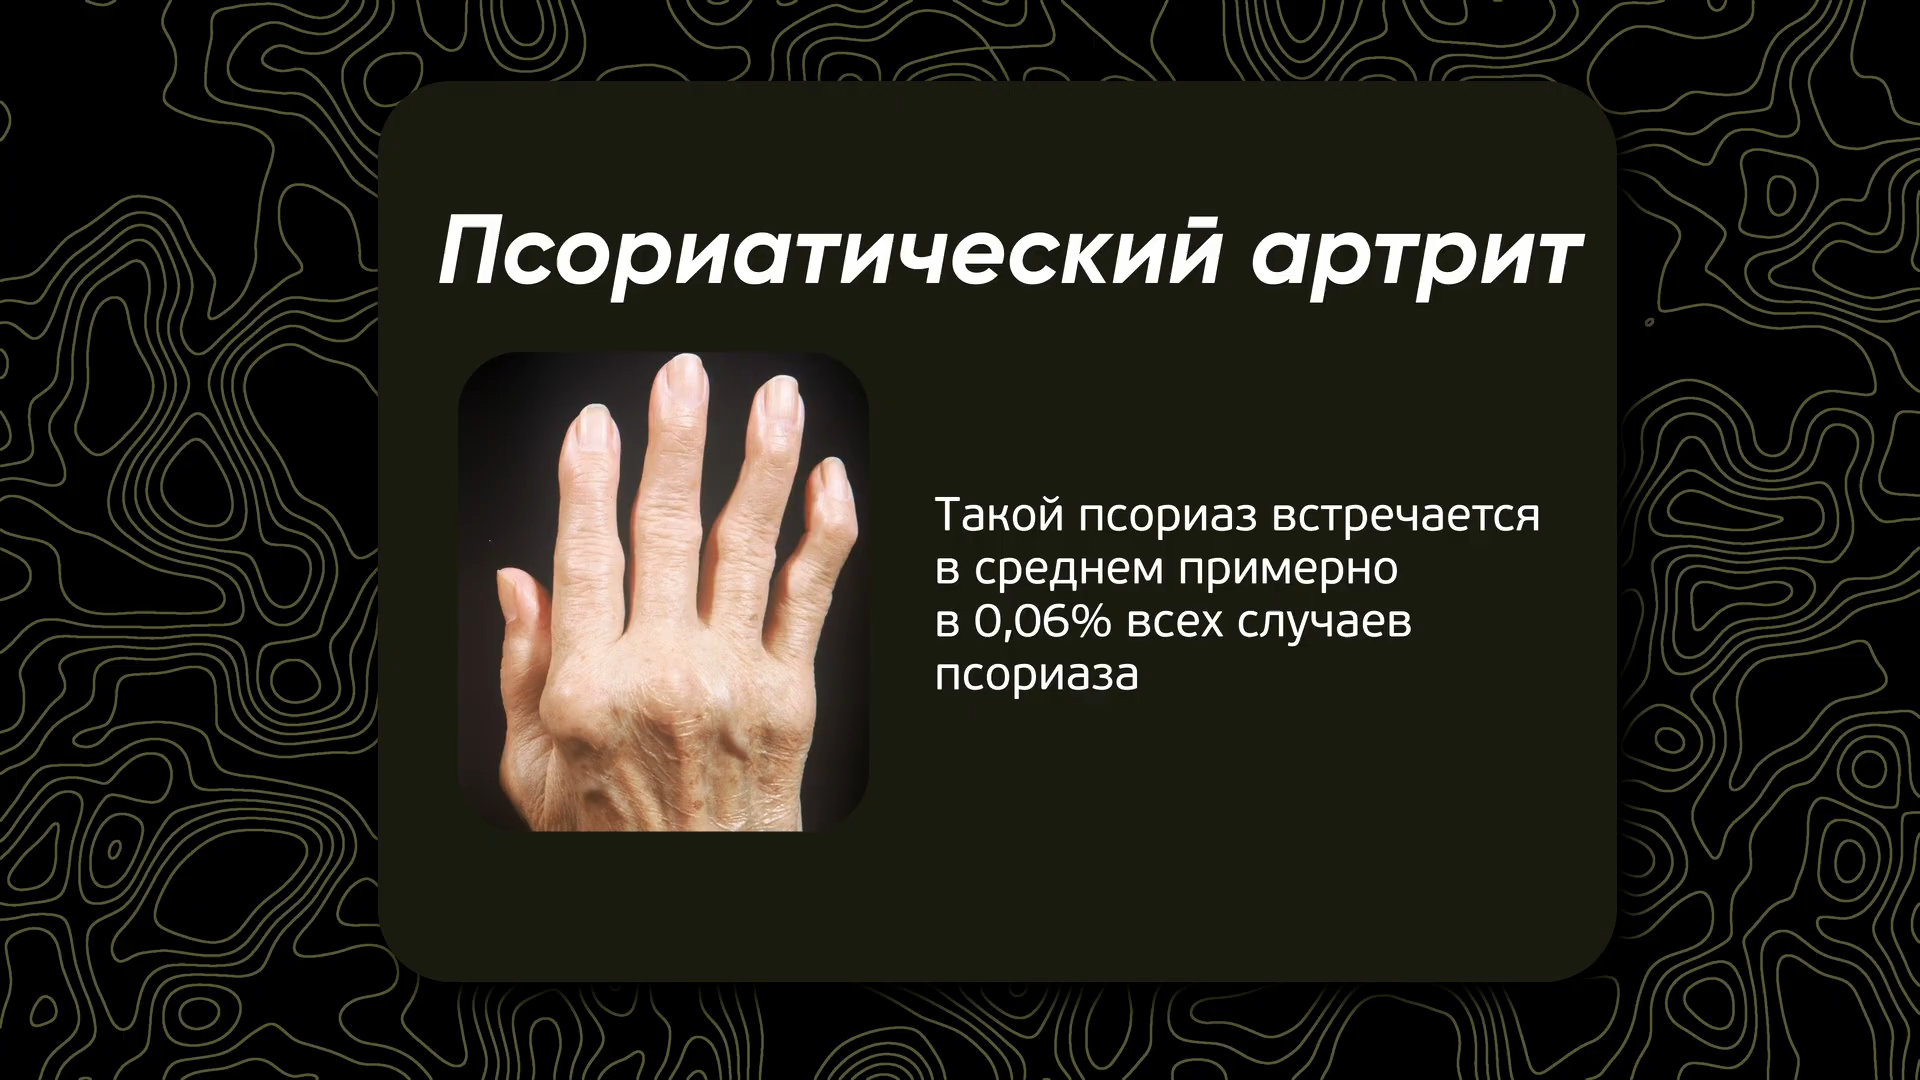 Псориатический артрит
Такой псориаз встречается
в среднем примерно
в 0,06% всех случаев
псориаза